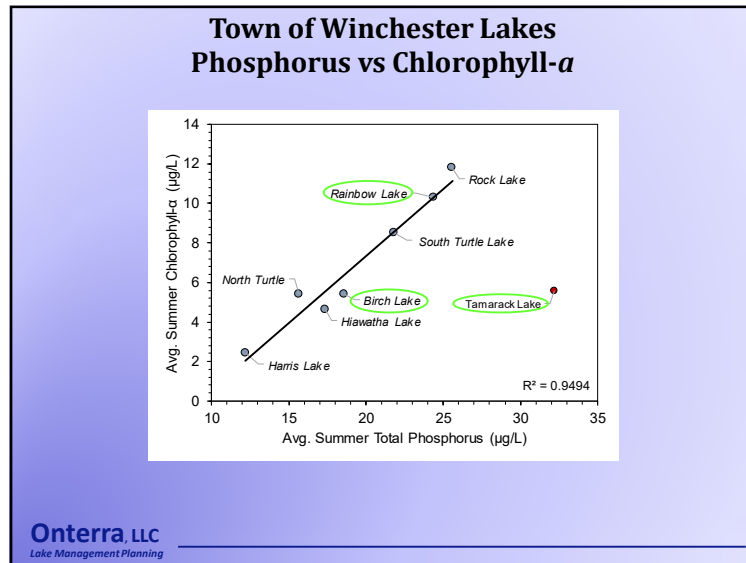 Town of Winchester Lakes
Phosphorus vs Chlorophyll-a
Avg. Summer Chlorophyll-α (µg/L)
14
12
10
8
6
4
2
0
Rock Lake
Rainbow Lake
South Turtle Lake
North Turtle
Birch Lake
Tamarack Lake
Hiawatha Lake
Harris Lake
R² = 0.9494
10
15
20
25
30
35
Avg. Summer Total Phosphorus (µg/L)
Onterra, LLC
Lake Management Planning